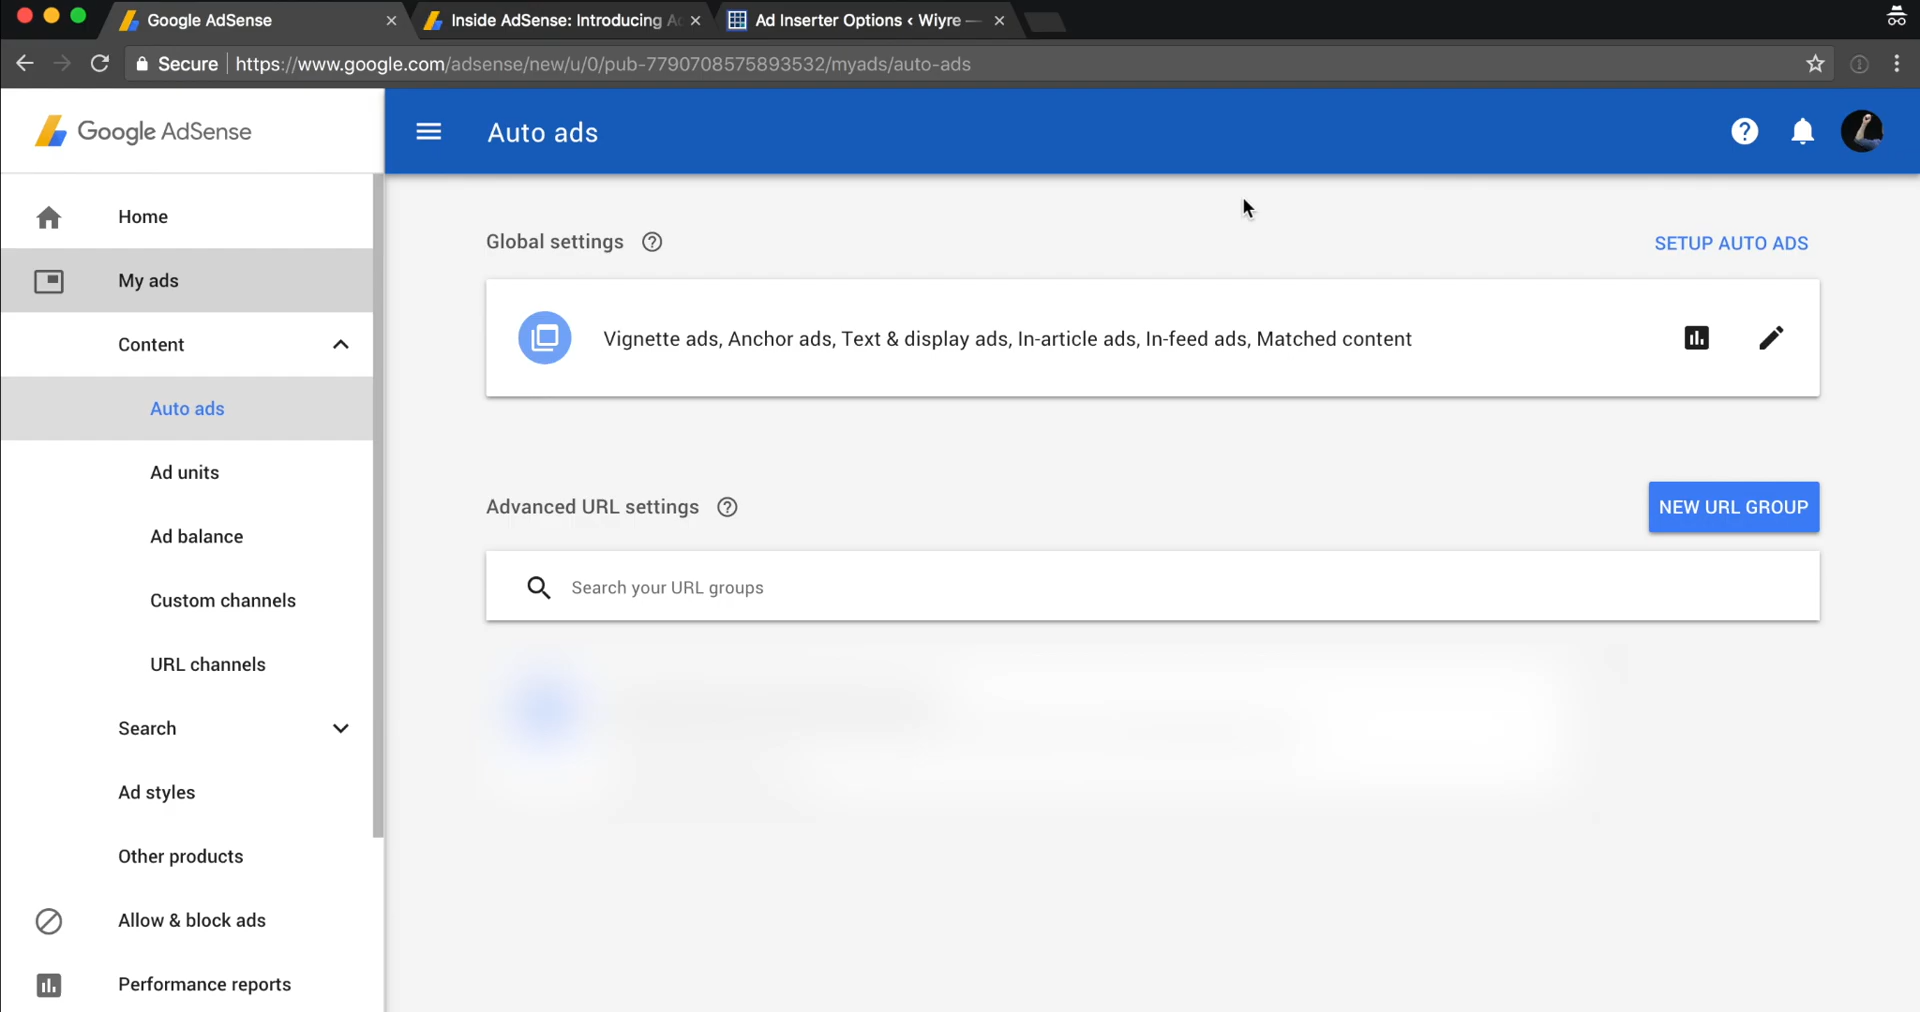 Google AdSense
Inside AdSense: Introducing
Ad Inserter Options ‹ Wiyre —
Secure https://www.google.com/adsense/new/u/0/pub-7790708575893532/myads/auto-ads
Google AdSense
Auto ads
Home
My ads
Content
Auto ads
Ad units
Ad balance
Custom channels
URL channels
Search
Ad styles
Other products
Allow & block ads
Performance reports
Global settings
SETUP AUTO ADS
Vignette ads, Anchor ads, Text & display ads, In-article ads, In-feed ads, Matched content
Advanced URL settings
NEW URL GROUP
Search your URL groups